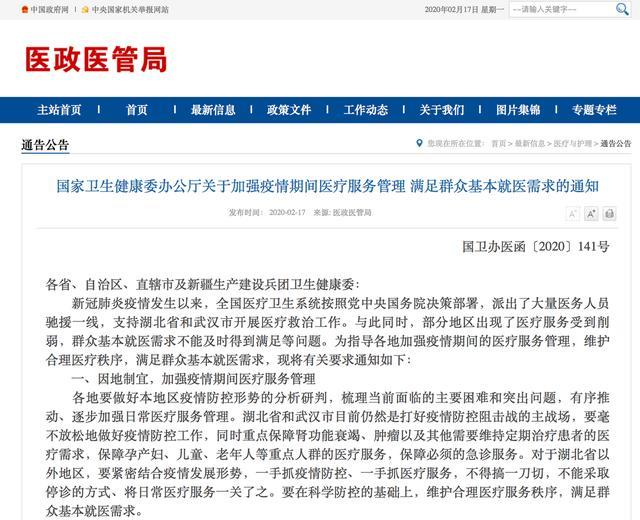 中国政府网 中央国家机关举报网站 2020年02月17日 星期一 --请输入关键字--
医政医管局
主站首页 首页 最新信息 政策文件 工作动态 关于我们 图片集锦 专题专栏
通告公告 您现在所在位置： 首页 > 最新信息 > 医疗与护理 > 通告公告
国家卫生健康委办公厅关于加强疫情期间医疗服务管理 满足群众基本就医需求的通知
发布时间： 2020-02-17 来源: 医政医管局 A- A+
国卫办医函〔2020〕141号
各省、自治区、直辖市及新疆生产建设兵团卫生健康委：
新冠肺炎疫情发生以来，全国医疗卫生系统按照党中央国务院决策部署，派出了大量医务人员
驰援一线，支持湖北省和武汉市开展医疗救治工作。与此同时，部分地区出现了医疗服务受到削
弱，群众基本就医需求不能及时得到满足等问题。为指导各地加强疫情期间的医疗服务管理，维护
合理医疗秩序，满足群众基本就医需求，现将有关要求通知如下：
一、因地制宜，加强疫情期间医疗服务管理
各地要做好本地区疫情防控形势的分析研判，梳理当前面临的主要困难和突出问题，有序推
动、逐步加强日常医疗服务管理。湖北省和武汉市目前仍然是打好疫情防控阻击战的主战场，要毫
不放松地做好疫情防控工作，同时重点保障肾功能衰竭、肿瘤以及其他需要维持定期治疗患者的医
疗需求，保障孕产妇、儿童、老年人等重点人群的医疗服务，保障必须的急诊服务。对于湖北省以
外地区，要紧密结合疫情发展形势，一手抓疫情防控、一手抓医疗服务，不得搞一刀切，不能采取
停诊的方式、将日常医疗服务一关了之。要在科学防控的基础上，维护合理医疗服务秩序，满足群
众基本就医需求。